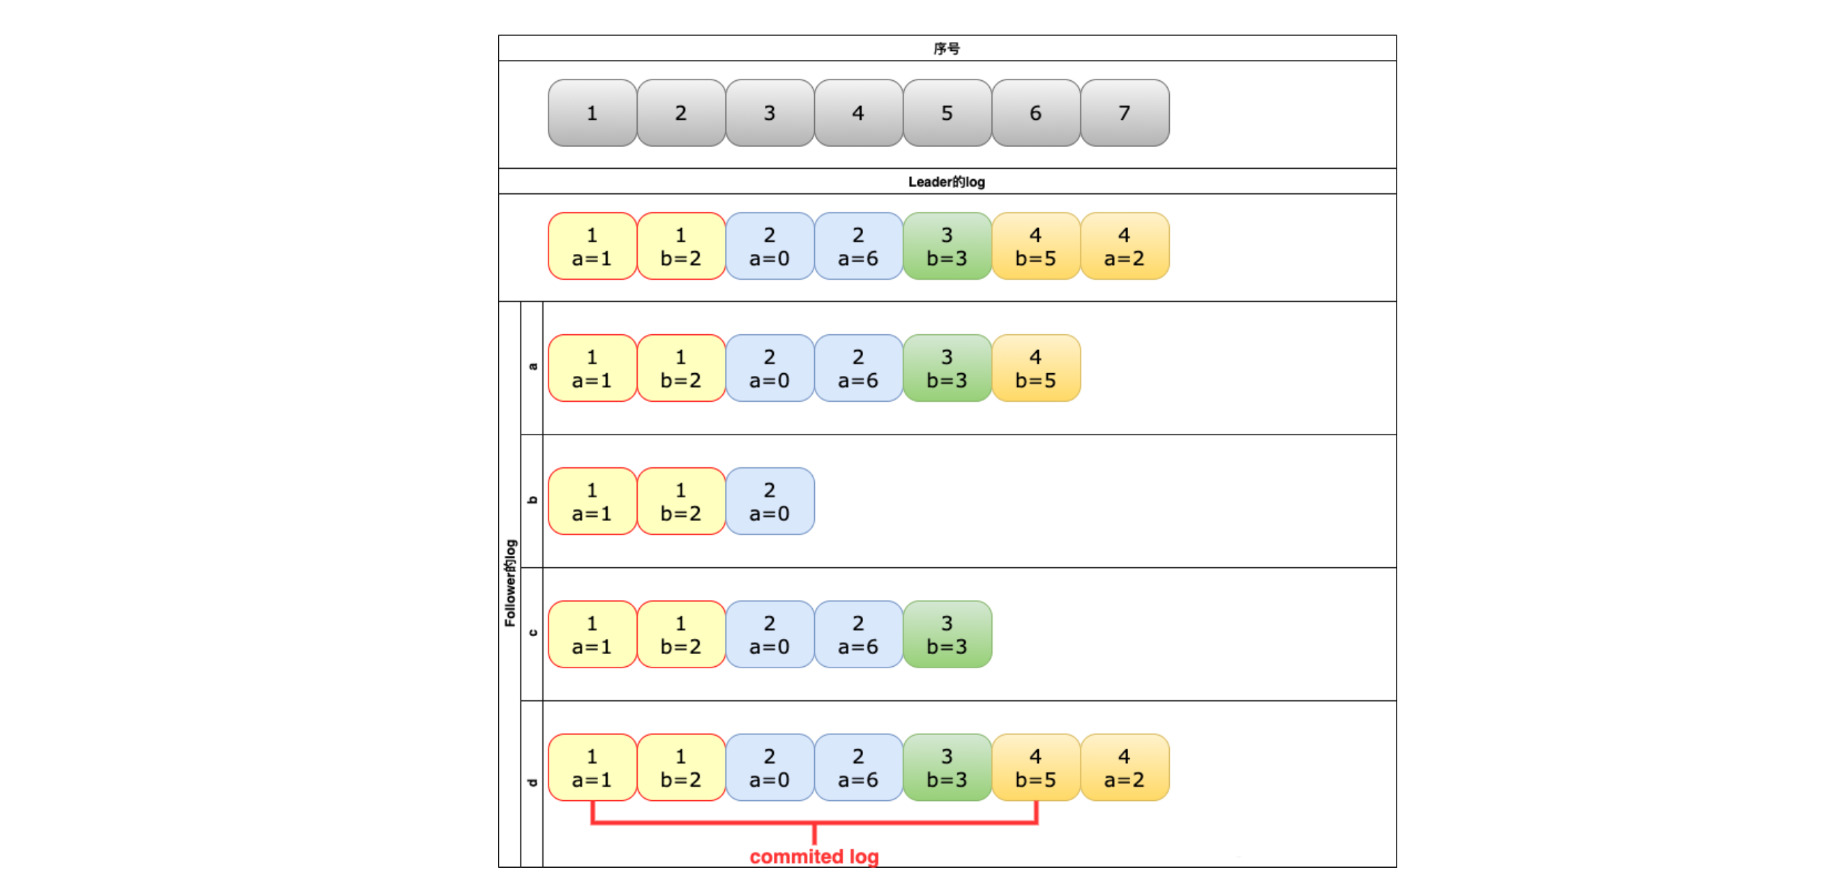 序号
1 2 3 4 5 6 7
Leader的log
1 1 2 2 3 4 4
a=1 b=2 a=0 a=6 b=3 b=5 a=2
Follower的log
a
1 1 2 2 3 4
a=1 b=2 a=0 a=6 b=3 b=5
b
1 1 2
a=1 b=2 a=0
c
1 1 2 2 3
a=1 b=2 a=0 a=6 b=3
d
1 1 2 2 3 4 4
a=1 b=2 a=0 a=6 b=3 b=5 a=2
commited log